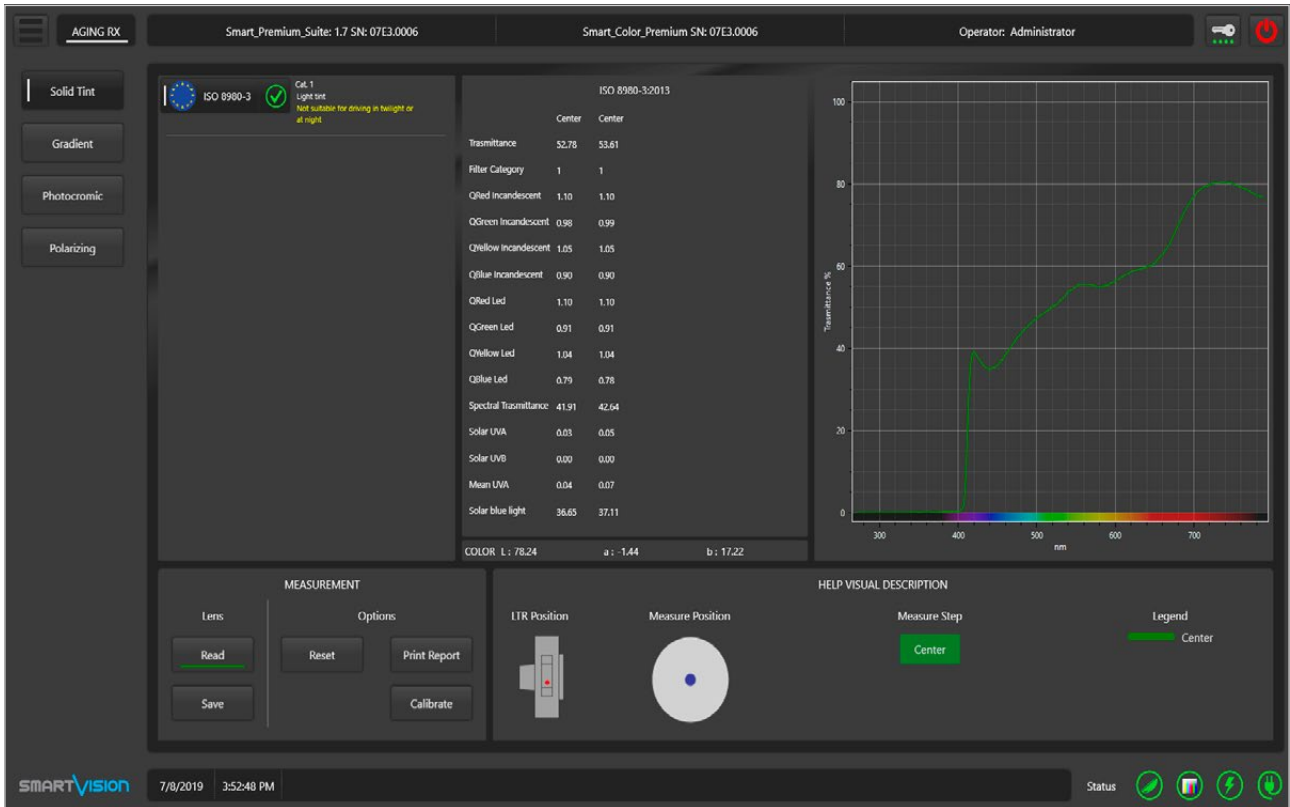 AGING RX
Smart_Premium_Suite: 1.7 SN: 07E3.0006
Smart_Color_Premium SN: 07E3.0006
Operator: Administrator
Solid Tint
Gradient
Photocromic
Polarizing
ISO 8980-3
Cat. 1
Light tint
Not suitable for driving in twilight or
at night
ISO 8980-3:2013
Center Center
Trasmittance 52.78 53.61
Filter Category 1 1
QRed Incandescent 1.10 1.10
QGreen Incandescent 0.98 0.99
QYellow Incandescent 1.05 1.05
QBlue Incandescent 0.90 0.90
QRed Led 1.10 1.10
QGreen Led 0.91 0.91
QYellow Led 1.04 1.04
QBlue Led 0.79 0.78
Spectral Trasmittance 41.91 42.64
Solar UVA 0.03 0.05
Solar UVB 0.00 0.00
Mean UVA 0.04 0.07
Solar blue light 36.65 37.11
COLOR L : 78.24 a : -1.44 b : 17.22
Trasmittance %
100
80
60
40
20
0
300 400 500 600 700
nm
MEASUREMENT
Lens Options
Read Reset Print Report
Save Calibrate
HELP VISUAL DESCRIPTION
LTR Position Measure Position Measure Step Legend
Center Center
SMARTVISION
7/8/2019 3:52:48 PM
Status